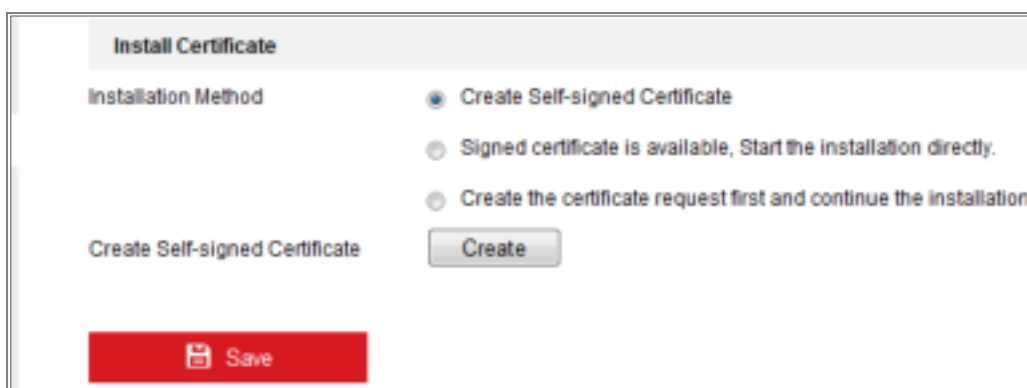 Install Certificate
Installation Method
Create Self-signed Certificate
Signed certificate is available, Start the installation directly.
Create the certificate request first and continue the installation
Create Self-signed Certificate
Create
Save